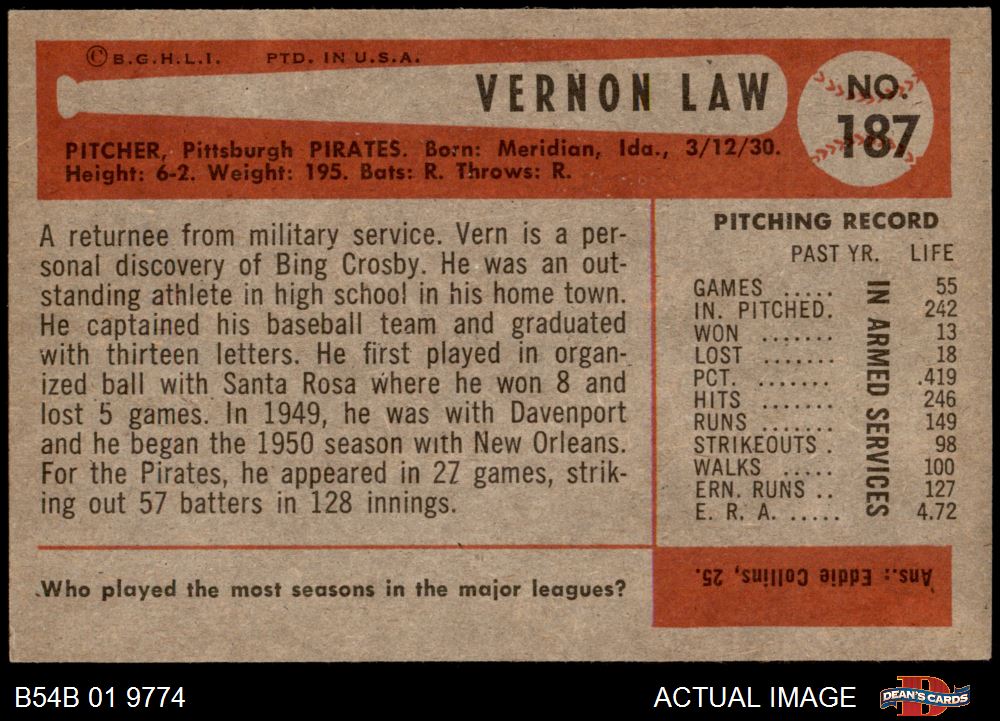 © B.G.H.L.I. PTD. IN U.S.A.
VERNON LAW
NO.
187
PITCHER, Pittsburgh PIRATES. Born: Meridian, Ida., 3/12/30.
Height: 6-2. Weight: 195. Bats: R. Throws: R.
A returnee from military service. Vern is a per-
sonal discovery of Bing Crosby. He was an out-
standing athlete in high school in his home town.
He captained his baseball team and graduated
with thirteen letters. He first played in organ-
ized ball with Santa Rosa where he won 8 and
lost 5 games. In 1949, he was with Davenport
and he began the 1950 season with New Orleans.
For the Pirates, he appeared in 27 games, strik-
ing out 57 batters in 128 innings.
PITCHING RECORD
PAST YR. LIFE
GAMES ..... 55
IN. PITCHED. 242
WON ....... 13
LOST ....... 18
PCT. ....... .419
HITS ....... 246
RUNS ....... 149
STRIKEOUTS . 98
WALKS ..... 100
ERN. RUNS .. 127
E. R. A. ..... 4.72
IN ARMED SERVICES
Who played the most seasons in the major leagues?
Ans.: Eddie Collins, 25.
B54B 01 9774
ACTUAL IMAGE
DEAN'S CARDS